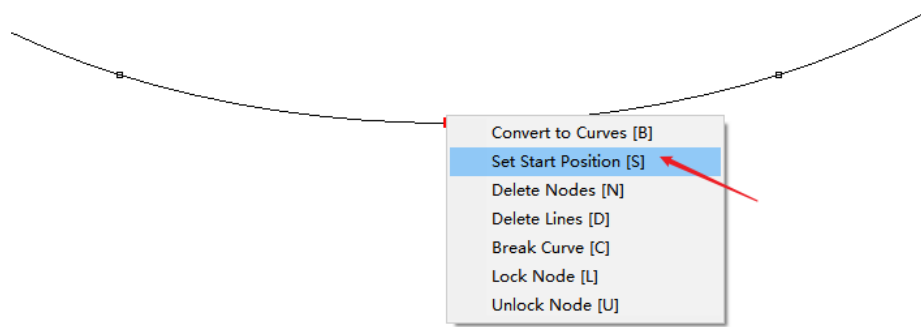 Convert to Curves [B]
Set Start Position [S]
Delete Nodes [N]
Delete Lines [D]
Break Curve [C]
Lock Node [L]
Unlock Node [U]